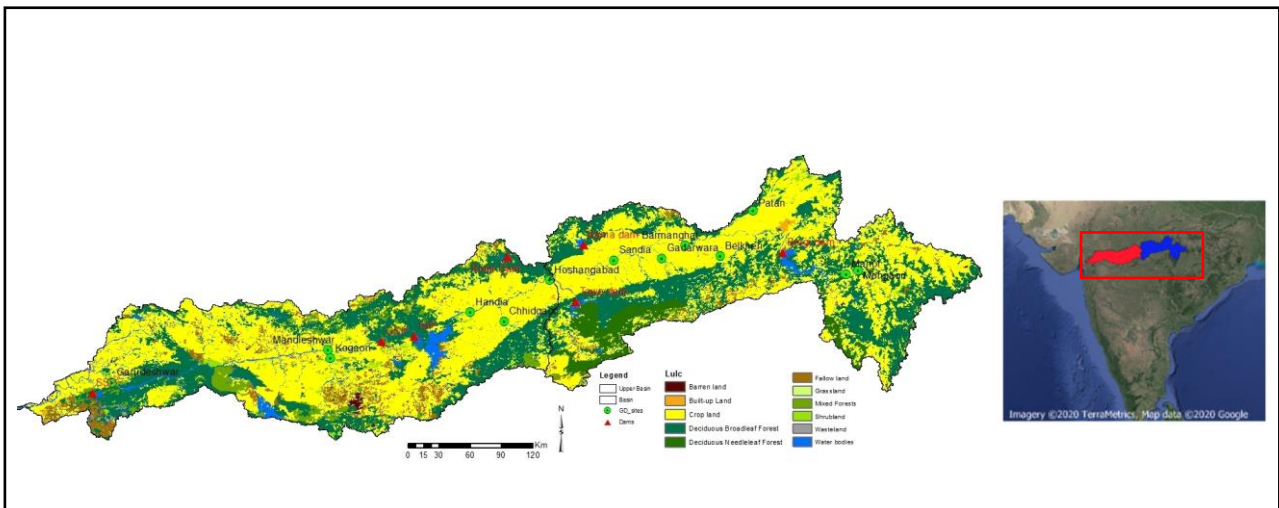 Patan
Barmanghat
Sandia
Gadarwara
Belkheri
Hoshangabad
Handia
Chhidgaon
Mandleshwar
Kogaon
Garudeshwar
SSP
Manot
Legend
Upper Basin
Basin
GD_sites
Dams
Lulc
Barren land
Built-up Land
Crop land
Deciduous Broadleaf Forest
Deciduous Needleleaf Forest
Fallow land
Grassland
Mixed Forests
Shrubland
Wasteland
Water bodies
N
S
Km
0 15 30 60 90 120
Imagery ©2020 TerraMetrics, Map data ©2020 Google